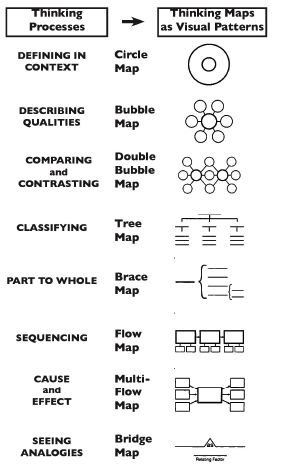 Thinking Processes
Thinking Maps as Visual Patterns
DEFINING IN CONTEXT
Circle Map
DESCRIBING QUALITIES
Bubble Map
COMPARING and CONTRASTING
Double Bubble Map
CLASSIFYING
Tree Map
PART TO WHOLE
Brace Map
SEQUENCING
Flow Map
CAUSE and EFFECT
Multi-Flow Map
SEEING ANALOGIES
Bridge Map
as
Relating Factor